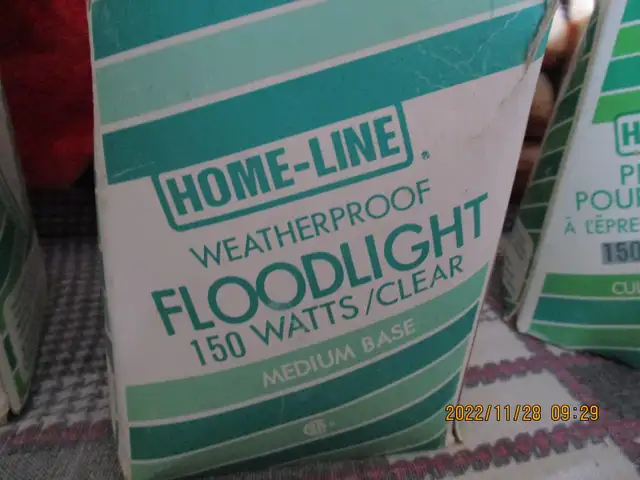 HOME-LINE
WEATHERPROOF
FLOODLIGHT
150 WATTS/CLEAR
MEDIUM BASE
POUR
À L'ÉPRE
150
2022/11/28 09:29